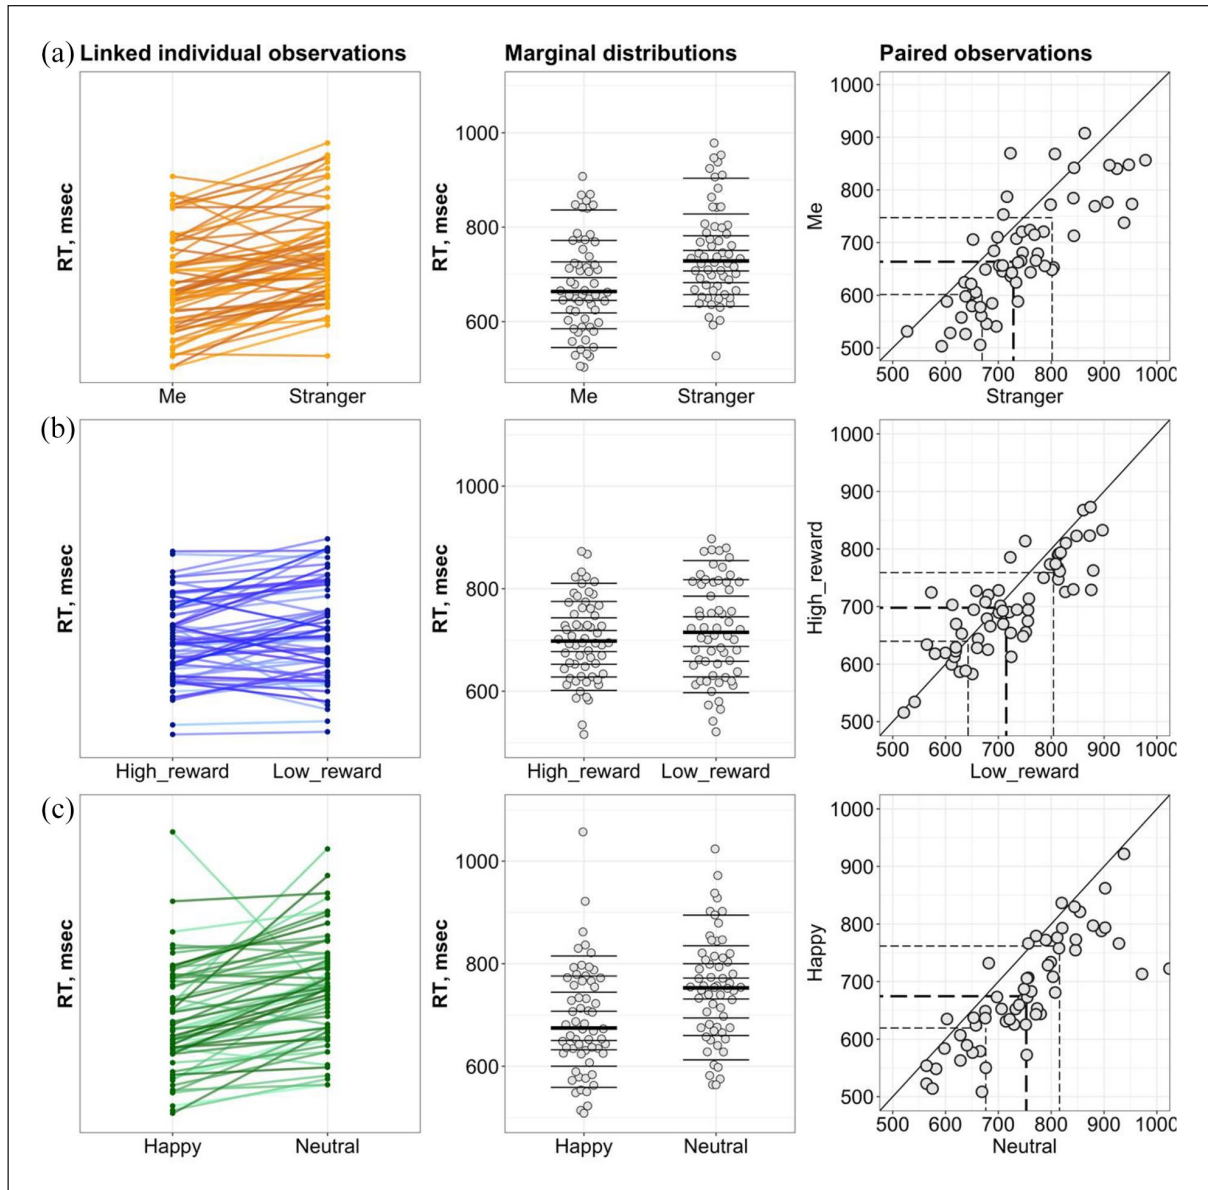 (a) Linked individual observations Marginal distributions Paired observations
RT, msec
Me Stranger
RT, msec
1000
800
600
Me Stranger
Me
1000
900
800
700
600
500
500 600 700 800 900 1000
Stranger
(b)
RT, msec
High_reward Low_reward
RT, msec
1000
800
600
High_reward Low_reward
High_reward
1000
900
800
700
600
500
500 600 700 800 900 1000
Low_reward
(c)
RT, msec
Happy Neutral
RT, msec
1000
800
600
Happy Neutral
Happy
1000
900
800
700
600
500
500 600 700 800 900 1000
Neutral